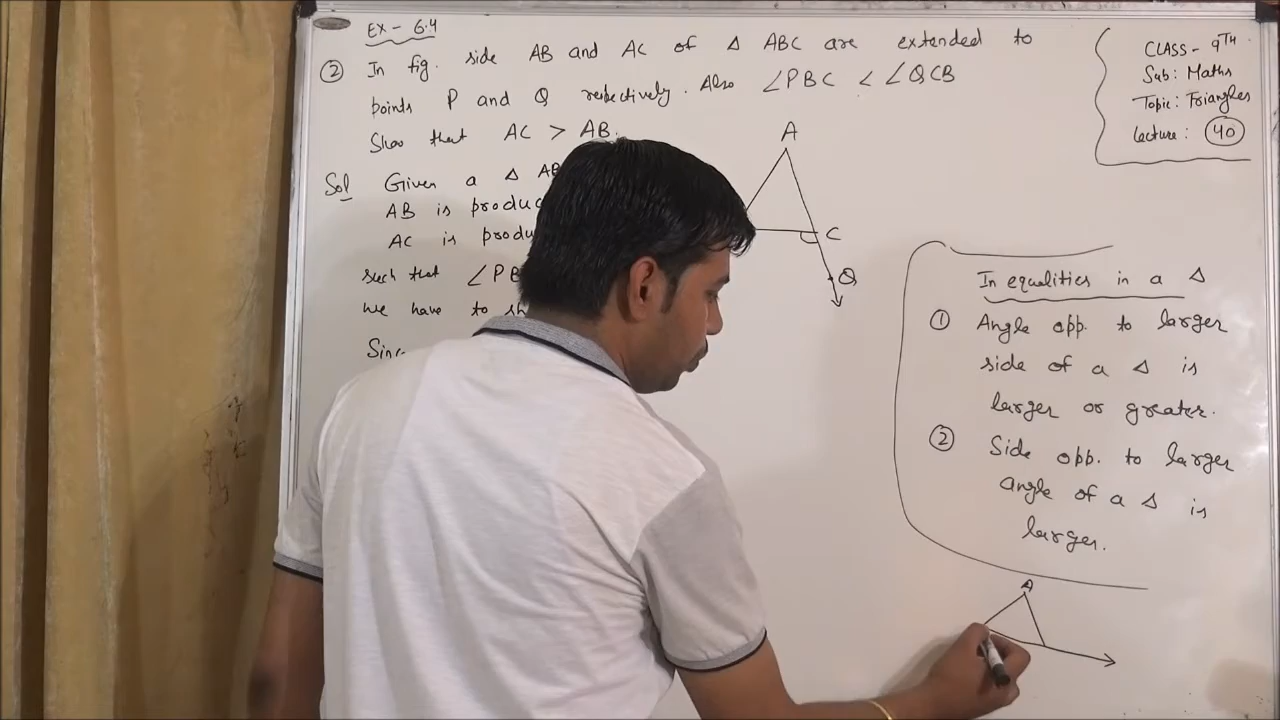 Ex - 6.4
② In fig. side AB and AC of Δ ABC are extended to
points P and Q respectively. Also ∠PBC < ∠QCB
Show that AC > AB.
Sol Given a Δ AB
AB is produc
AC is produ
such that ∠PB
we have to sh
Sinc
A
C
Q
CLASS - 9TH
Sub: Maths
Topic: Triangles
Lecture: 40
In equalities in a Δ
① Angle opp. to larger
side of a Δ is
larger or greater.
② Side opp. to larger
angle of a Δ is
larger.
A